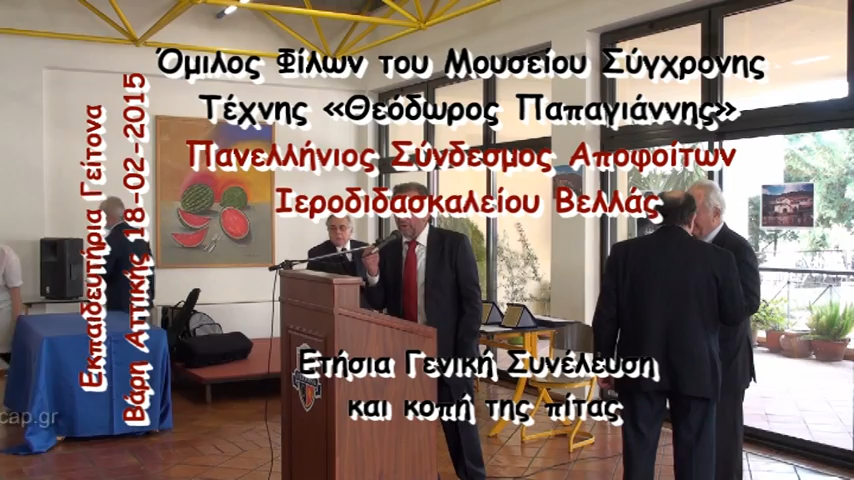 Όμιλος Φίλων του Μουσείου Σύγχρονης
Τέχνης «Θεόδωρος Παπαγιάννης»
Πανελλήνιος Σύνδεσμος Αποφοίτων
Ιεροδιδασκαλείου Βελλάς
Εκπαιδευτήρια Γείτονα
Βάρη Αττικής 18-02-2015
Ετήσια Γενική Συνέλευση
και κοπή της πίτας
cap.gr